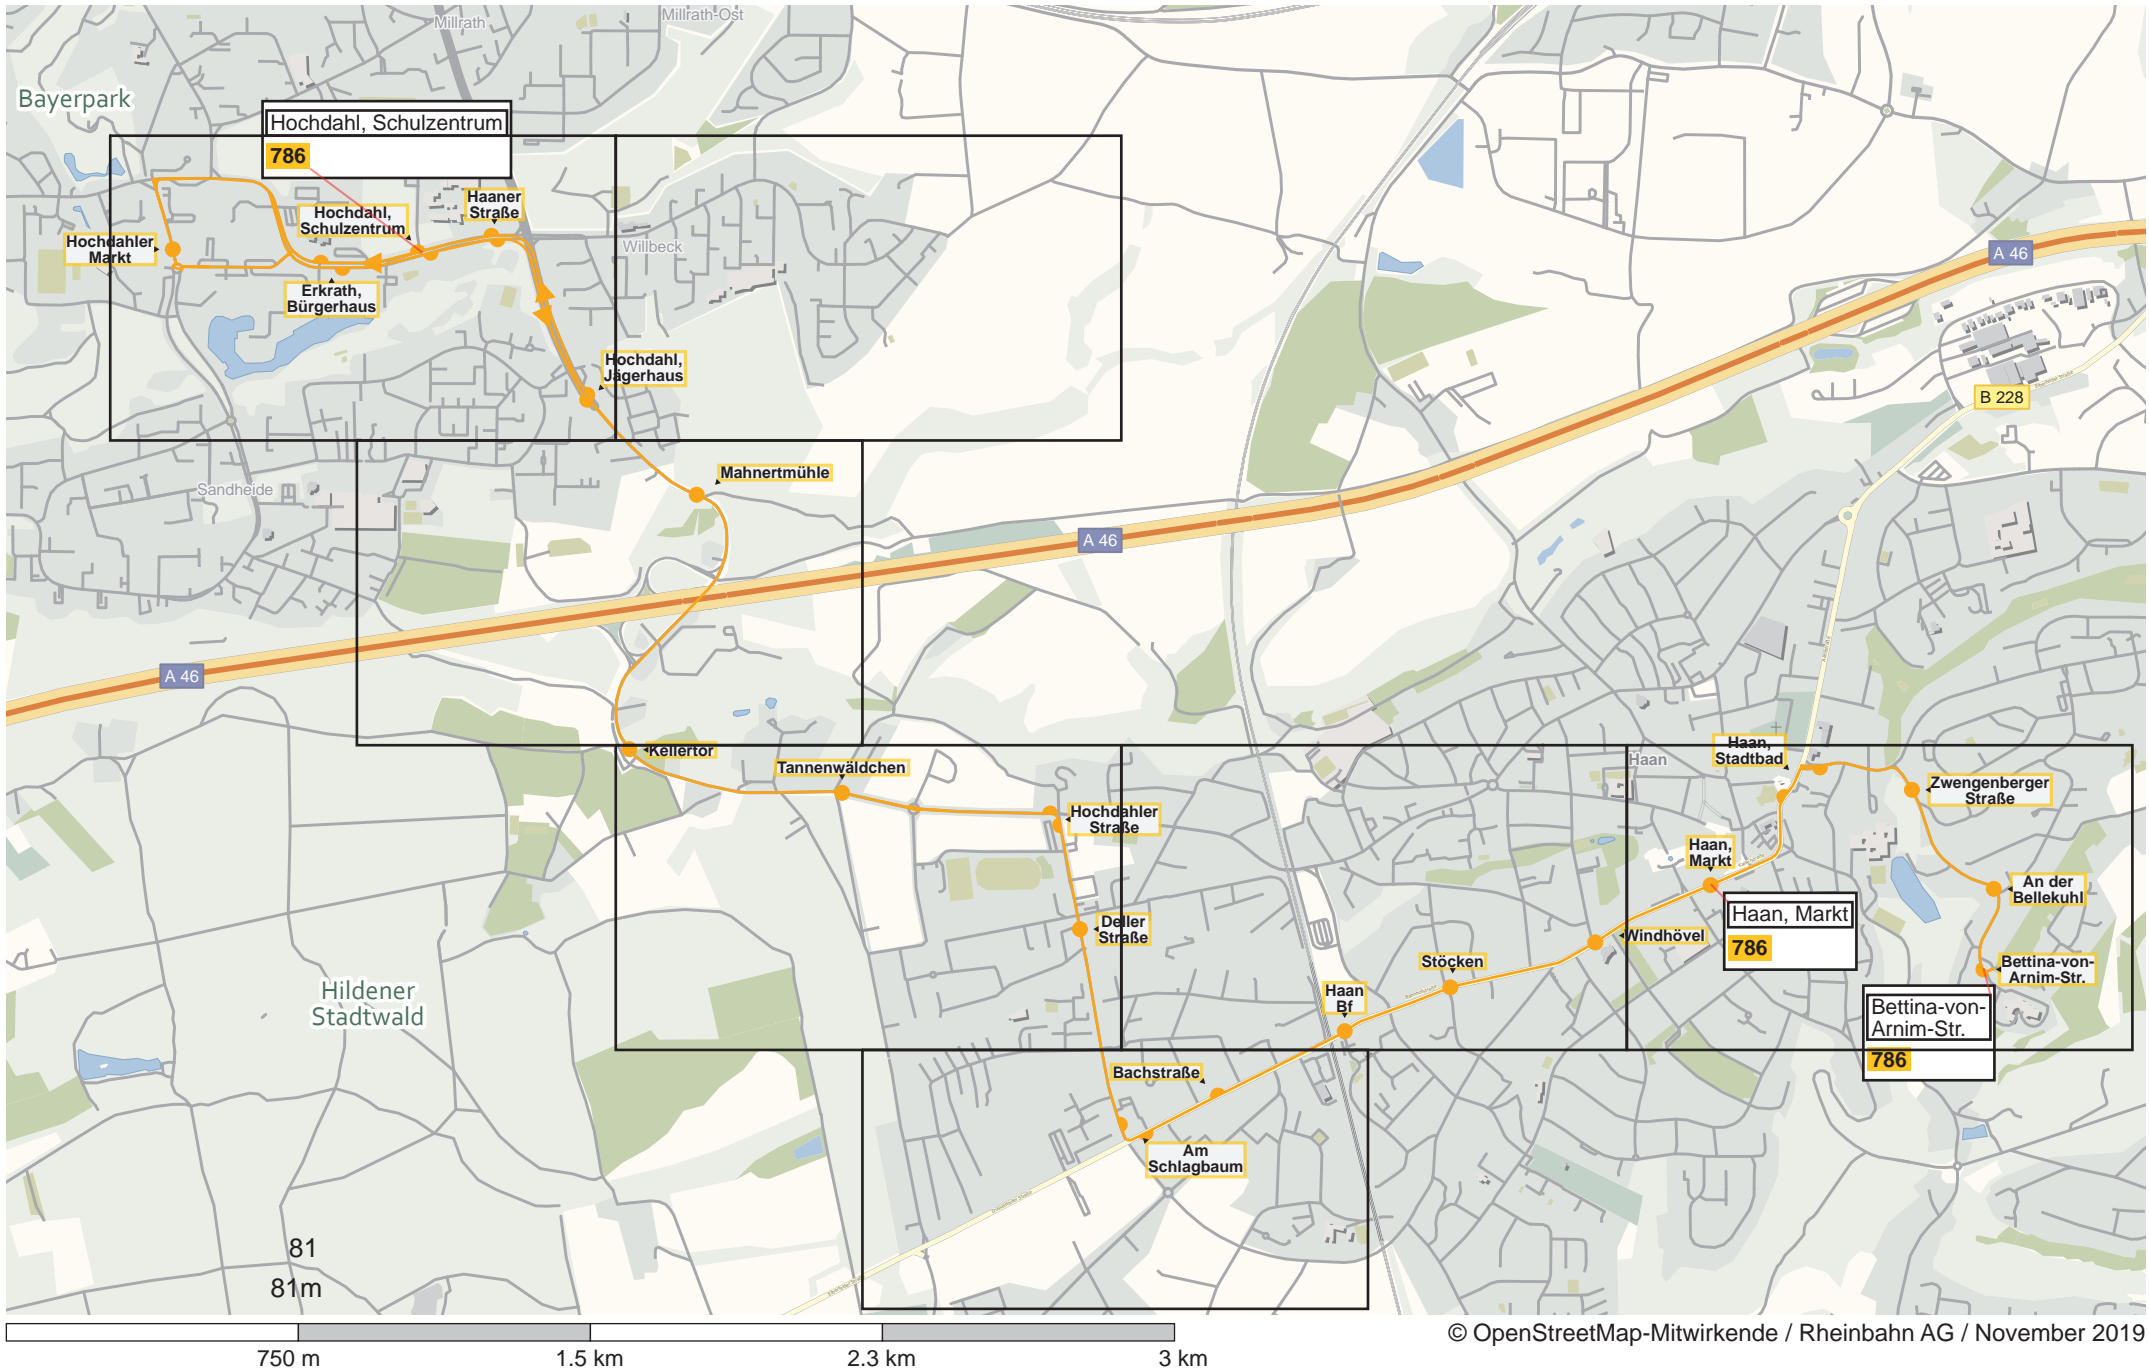 Millrath
Millrath-Ost
Bayerpark
Hochdahl, Schulzentrum
786
Haaner
Straße
Hochdahl,
Schulzentrum
Hochdahler
Markt
Willbeck
Erkrath,
Bürgerhaus
A 46
Hochdahl,
Jägerhaus
B 228
Mahnertmühle
Sandheide
A 46
A 46
Kellertor
Tannenwäldchen
Haan
Haan,
Stadtbad
Zwengenberger
Straße
Hochdahler
Straße
Haan,
Markt
An der
Bellekuhl
Haan, Markt
786
Deller
Straße
Windhövel
Stöcken
Bettina-von-
Arnim-Str.
Haan
Bf
Hildener
Stadtwald
Bettina-von-
Arnim-Str.
786
Bachstraße
Am
Schlagbaum
81
81m
750 m
1.5 km
2.3 km
3 km
© OpenStreetMap-Mitwirkende / Rheinbahn AG / November 2019